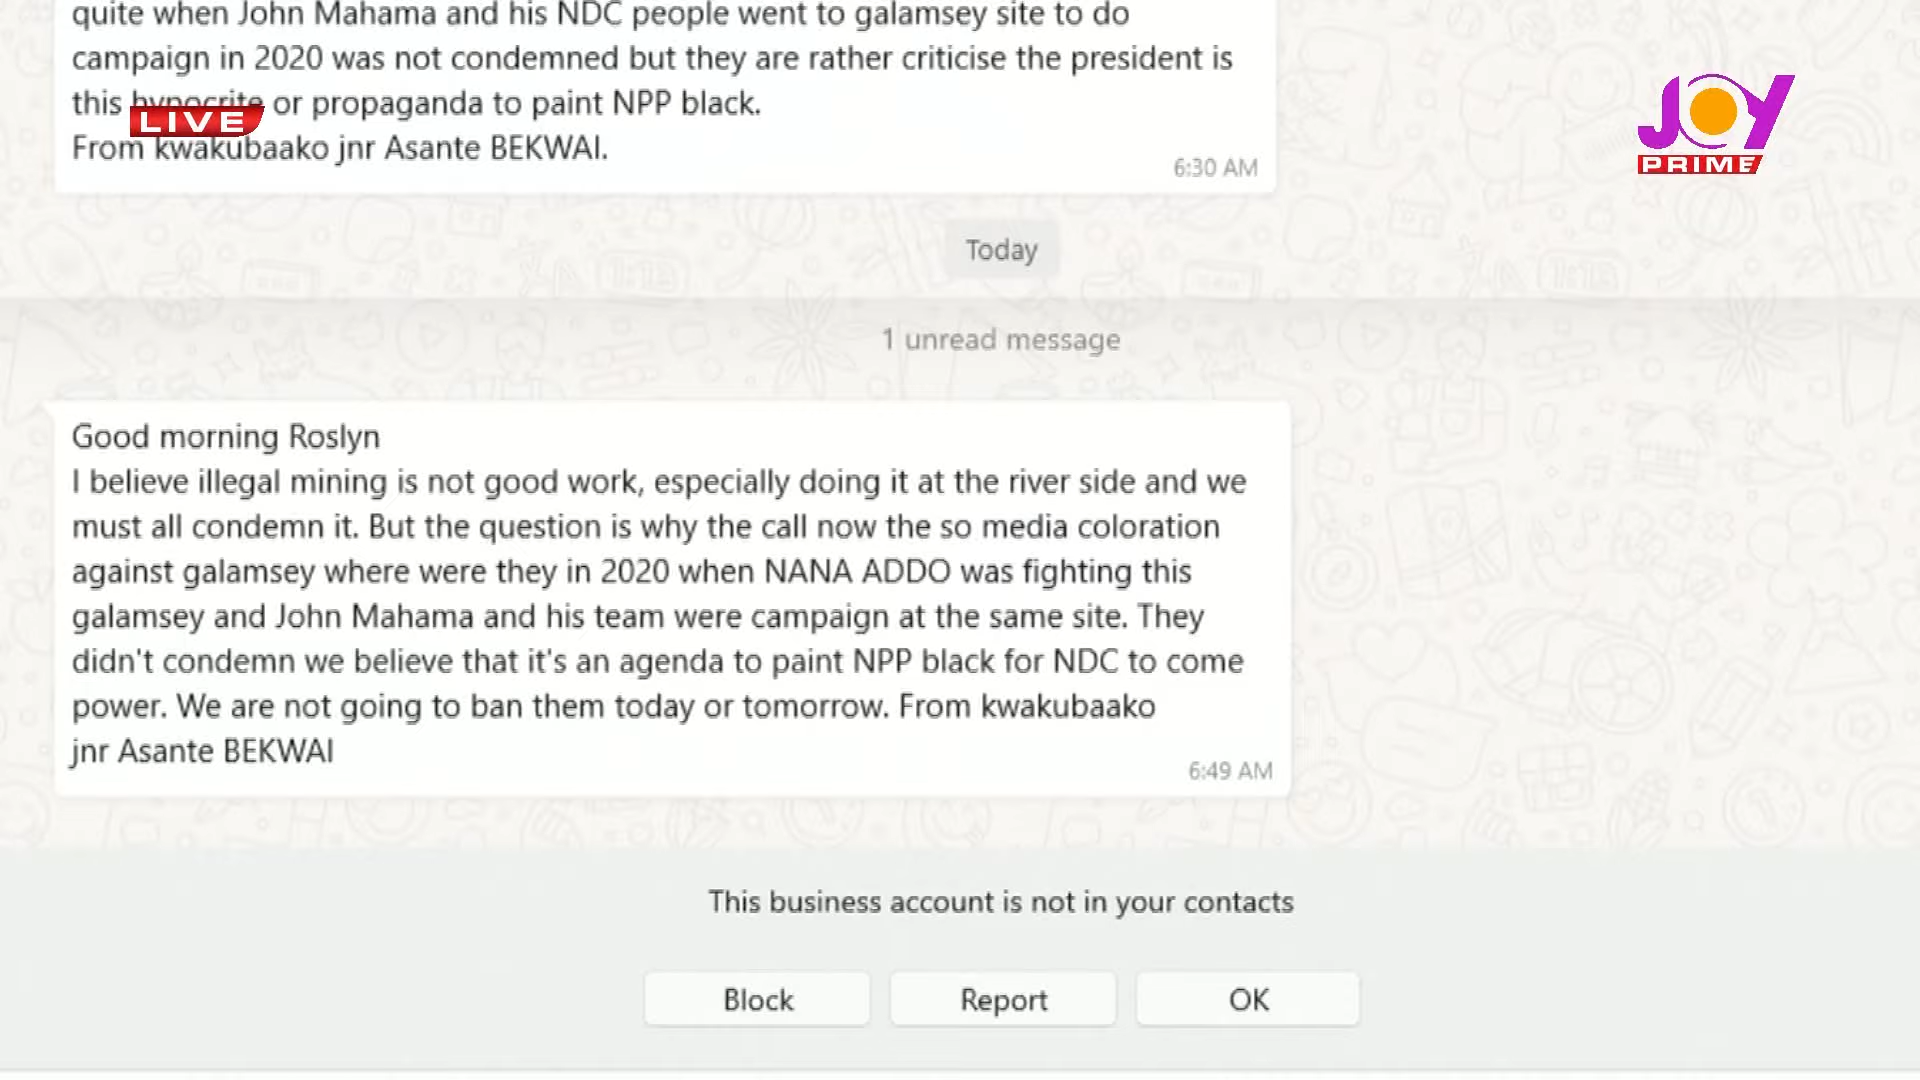 quite when John Mahama and his NDC people went to galamsey site to do
campaign in 2020 was not condemned but they are rather criticise the president is
this hypocrite or propaganda to paint NPP black.
LIVE
From kwakubaako jnr Asante BEKWAI.
6:30 AM
JOY
PRIME
Today
1 unread message
Good morning Roslyn
I believe illegal mining is not good work, especially doing it at the river side and we
must all condemn it. But the question is why the call now the so media coloration
against galamsey where were they in 2020 when NANA ADDO was fighting this
galamsey and John Mahama and his team were campaign at the same site. They
didn't condemn we believe that it's an agenda to paint NPP black for NDC to come
power. We are not going to ban them today or tomorrow. From kwakubaako
jnr Asante BEKWAI
6:49 AM
This business account is not in your contacts
Block
Report
OK